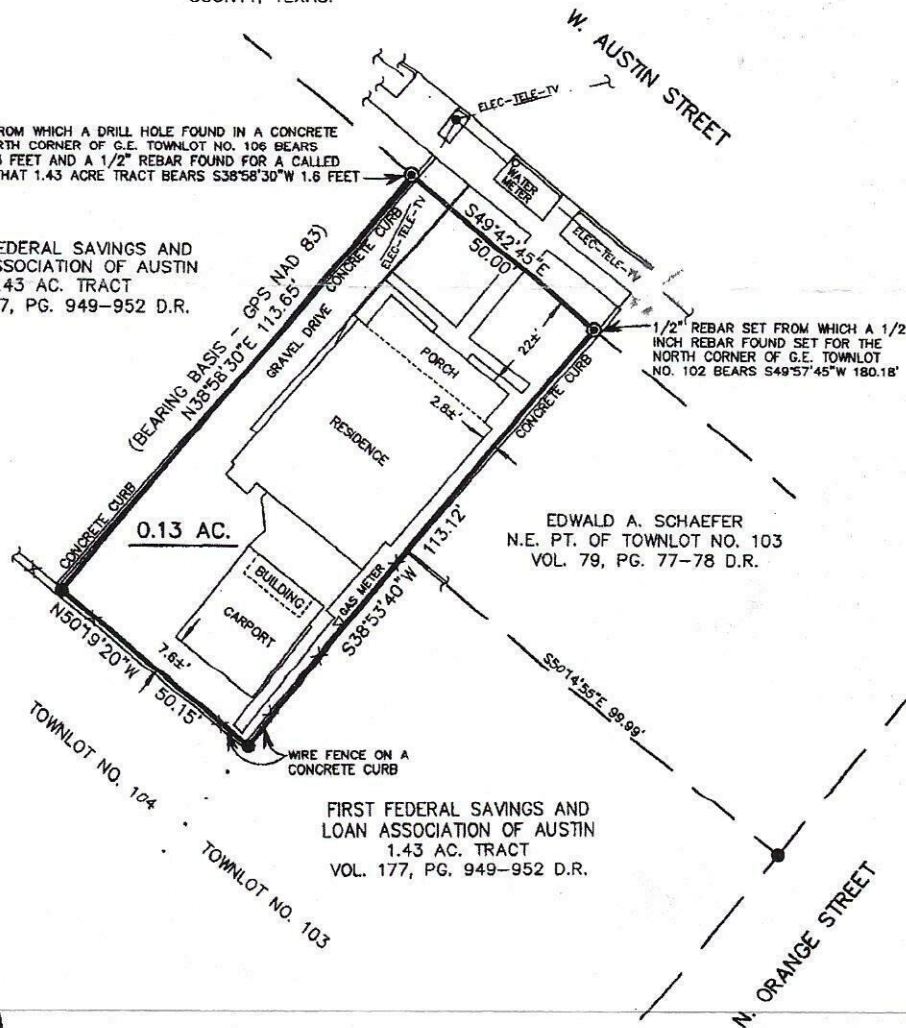 W. AUSTIN STREET
ELEC-TELE-TV
ROM WHICH A DRILL HOLE FOUND IN A CONCRETE
RTH CORNER OF G.E. TOWNLOT NO. 106 BEARS
FEET AND A 1/2" REBAR FOUND FOR A CALLED
HAT 1.43 ACRE TRACT BEARS S38°58'30"W 1.6 FEET
WATER
METER
ELEC-TELE-TV
S49°42'45"E
50.00'
EDERAL SAVINGS AND
SSOCIATION OF AUSTIN
.43 AC. TRACT
7, PG. 949-952 D.R.
(BEARING BASIS - GPS NAD 83)
N38°58'30"E 113.65'
CONCRETE CURB
ELEC-TELE-TV
GRAVEL DRIVE
PORCH
22±'
2.8±'
RESIDENCE
CONCRETE CURB
1/2" REBAR SET FROM WHICH A 1/2
INCH REBAR FOUND SET FOR THE
NORTH CORNER OF G.E. TOWNLOT
NO. 102 BEARS S49°57'45"W 180.18'
CONCRETE CURB
0.13 AC.
BUILDING
CARPORT
7.6±'
GAS METER
S38°53'40"W 113.12'
EDWALD A. SCHAEFER
N.E. PT. OF TOWNLOT NO. 103
VOL. 79, PG. 77-78 D.R.
S50°14'55"E 99.99'
N50°19'20"W
50.15'
WIRE FENCE ON A
CONCRETE CURB
TOWNLOT NO. 104
TOWNLOT NO. 103
FIRST FEDERAL SAVINGS AND
LOAN ASSOCIATION OF AUSTIN
1.43 AC. TRACT
VOL. 177, PG. 949-952 D.R.
N. ORANGE STREET